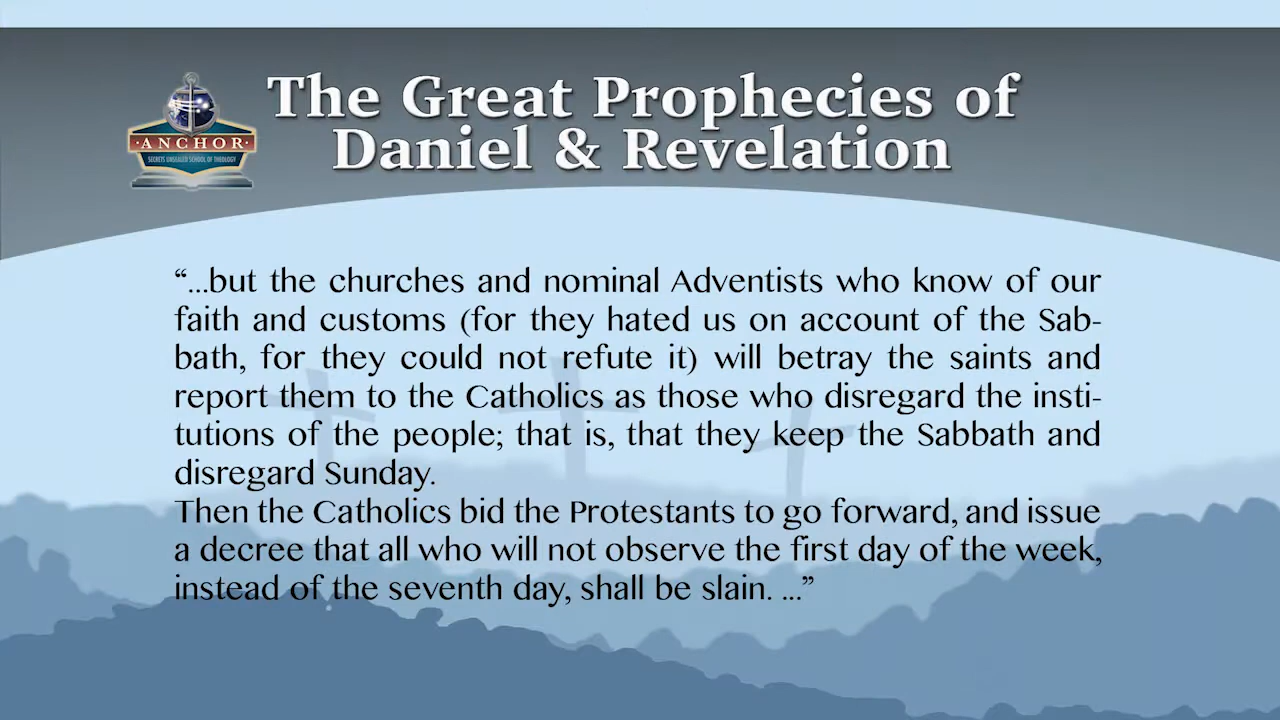 The Great Prophecies of
Daniel & Revelation
·ANCHOR·
SECRETS UNSEALED SCHOOL OF THEOLOGY
“...but the churches and nominal Adventists who know of our
faith and customs (for they hated us on account of the Sab-
bath, for they could not refute it) will betray the saints and
report them to the Catholics as those who disregard the insti-
tutions of the people; that is, that they keep the Sabbath and
disregard Sunday.
Then the Catholics bid the Protestants to go forward, and issue
a decree that all who will not observe the first day of the week,
instead of the seventh day, shall be slain. ...”